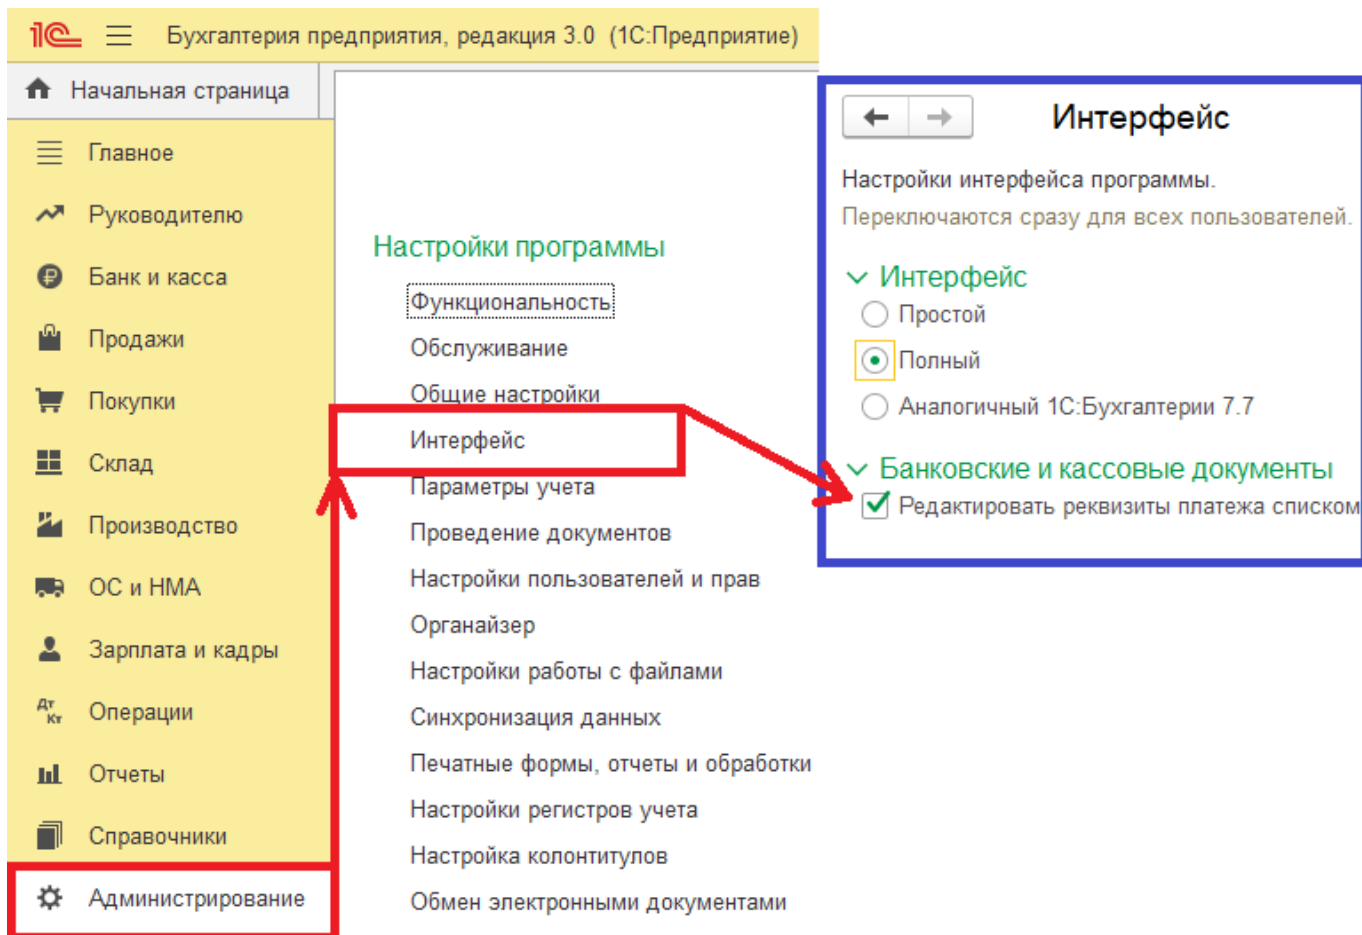 1С Бухгалтерия предприятия, редакция 3.0 (1С:Предприятие)
Начальная страница
Главное
Руководителю
Банк и касса
Продажи
Покупки
Склад
Производство
ОС и НМА
Зарплата и кадры
Дт
Кт
Операции
Отчеты
Справочники
Администрирование
Настройки программы
Функциональность
Обслуживание
Общие настройки
Интерфейс
Параметры учета
Проведение документов
Настройки пользователей и прав
Органайзер
Настройки работы с файлами
Синхронизация данных
Печатные формы, отчеты и обработки
Настройки регистров учета
Настройка колонтитулов
Обмен электронными документами
Интерфейс
Настройки интерфейса программы.
Переключаются сразу для всех пользователей.
Интерфейс
Простой
Полный
Аналогичный 1С:Бухгалтерии 7.7
Банковские и кассовые документы
Редактировать реквизиты платежа списком